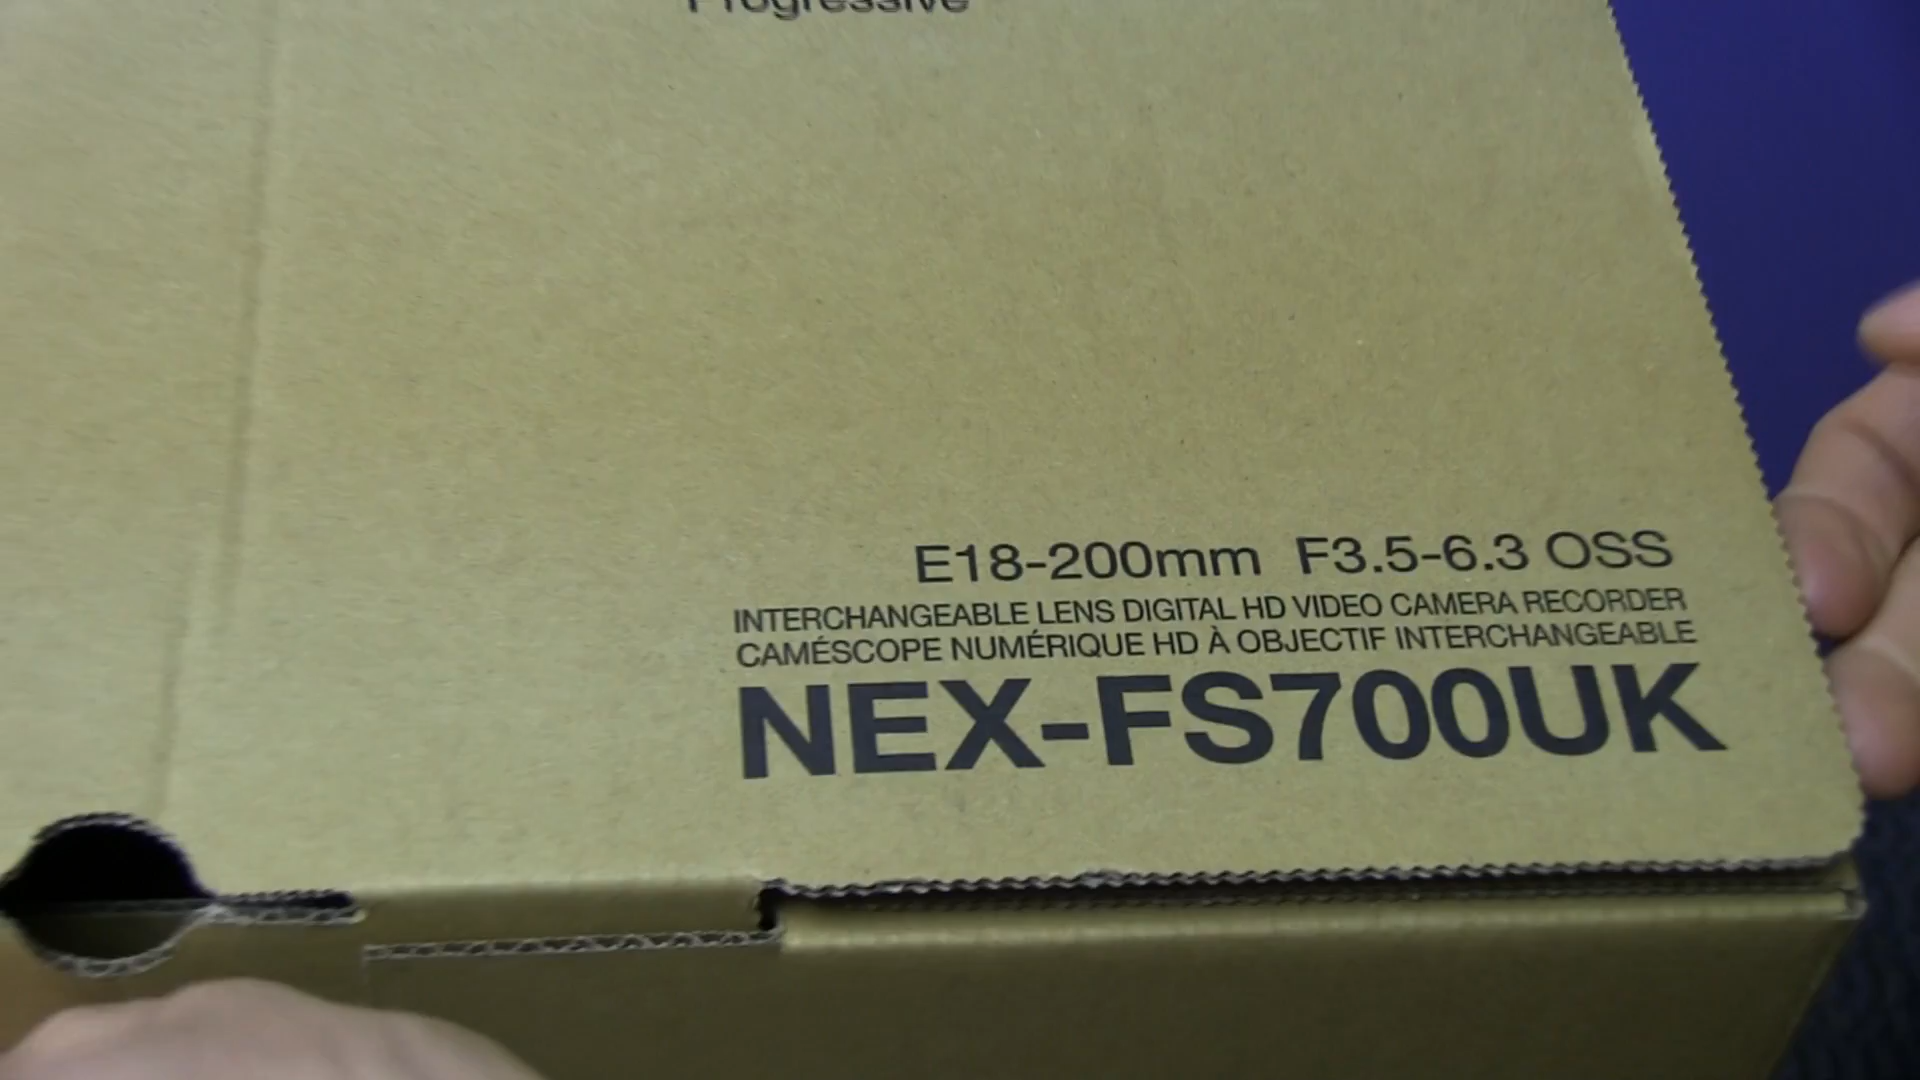 Progressive
E18-200mm F3.5-6.3 OSS
INTERCHANGEABLE LENS DIGITAL HD VIDEO CAMERA RECORDER
CAMÉSCOPE NUMÉRIQUE HD À OBJECTIF INTERCHANGEABLE
NEX-FS700UK